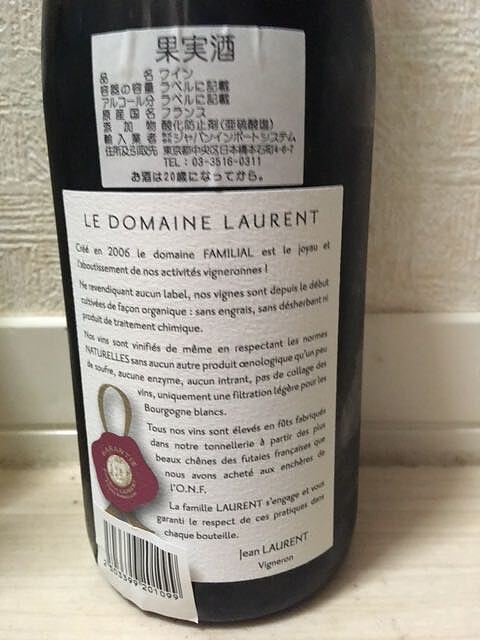 果実酒
品名 ワイン
容器の容量 ラベルに記載
アルコール分 ラベルに記載
原産国名 フランス
添加物 酸化防止剤(亜硫酸塩)
輸入業者 株式会社ジャパンインポートシステム
住所及引取先 東京都中央区日本橋本石町4-6-7
TEL:03-3516-0311
お酒は20歳になってから。
LE DOMAINE LAURENT
Créé en 2006 le domaine FAMILIAL est le joyau et
l'aboutissement de nos activités vigneronnes !
Ne revendiquant aucun label, nos vignes sont depuis le début
cultivées de façon organique : sans engrais, sans désherbant ni
produit de traitement chimique.
Nos vins sont vinifiés de même en respectant les normes
NATURELLES sans aucun autre produit œnologique qu'un peu
de soufre, aucune enzyme, aucun intrant, pas de collage des
vins, uniquement une filtration légère pour les
Bourgogne blancs.
Tous nos vins sont élevés en fûts fabriqués
dans notre tonnellerie à partir des plus
beaux chênes des futaies françaises que
nous avons acheté aux enchères de
l'O.N.F.
La famille LAURENT s'engage et vous
garanti le respect de ces pratiques dans
chaque bouteille.
Jean LAURENT
Vigneron
GARANTIE